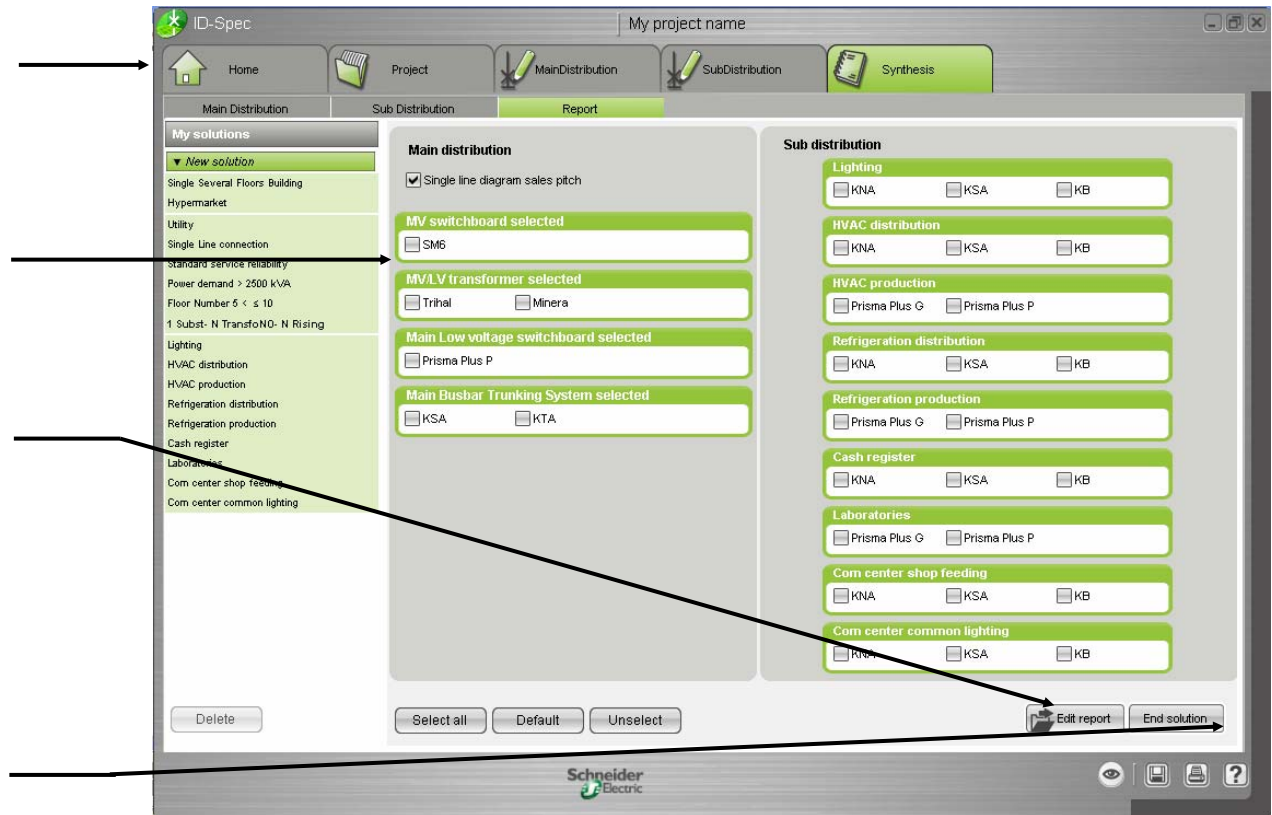 ID-Spec
My project name
Home
Project
MainDistribution
SubDistribution
Synthesis
Main Distribution
Sub Distribution
Report
My solutions
▼ New solution
Single Several Floors Building
Hypermarket
Utility
Single Line connection
Standard service reliability
Power demand > 2500 kVA
Floor Number 5 < ≤ 10
1 Subst- N TransfoNO- N Rising
Lighting
HVAC distribution
HVAC production
Refrigeration distribution
Refrigeration production
Cash register
Laboratories
Com center shop feeding
Com center common lighting
Delete
Main distribution
Single line diagram sales pitch
MV switchboard selected
SM6
MV/LV transformer selected
Trihal Minera
Main Low voltage switchboard selected
Prisma Plus P
Main Busbar Trunking System selected
KSA KTA
Select all Default Unselect
Sub distribution
Lighting
KNA KSA KB
HVAC distribution
KNA KSA KB
HVAC production
Prisma Plus G Prisma Plus P
Refrigeration distribution
KNA KSA KB
Refrigeration production
Prisma Plus G Prisma Plus P
Cash register
KNA KSA KB
Laboratories
Prisma Plus G Prisma Plus P
Com center shop feeding
KNA KSA KB
Com center common lighting
KNA KSA KB
Edit report End solution
Schneider
Electric
?